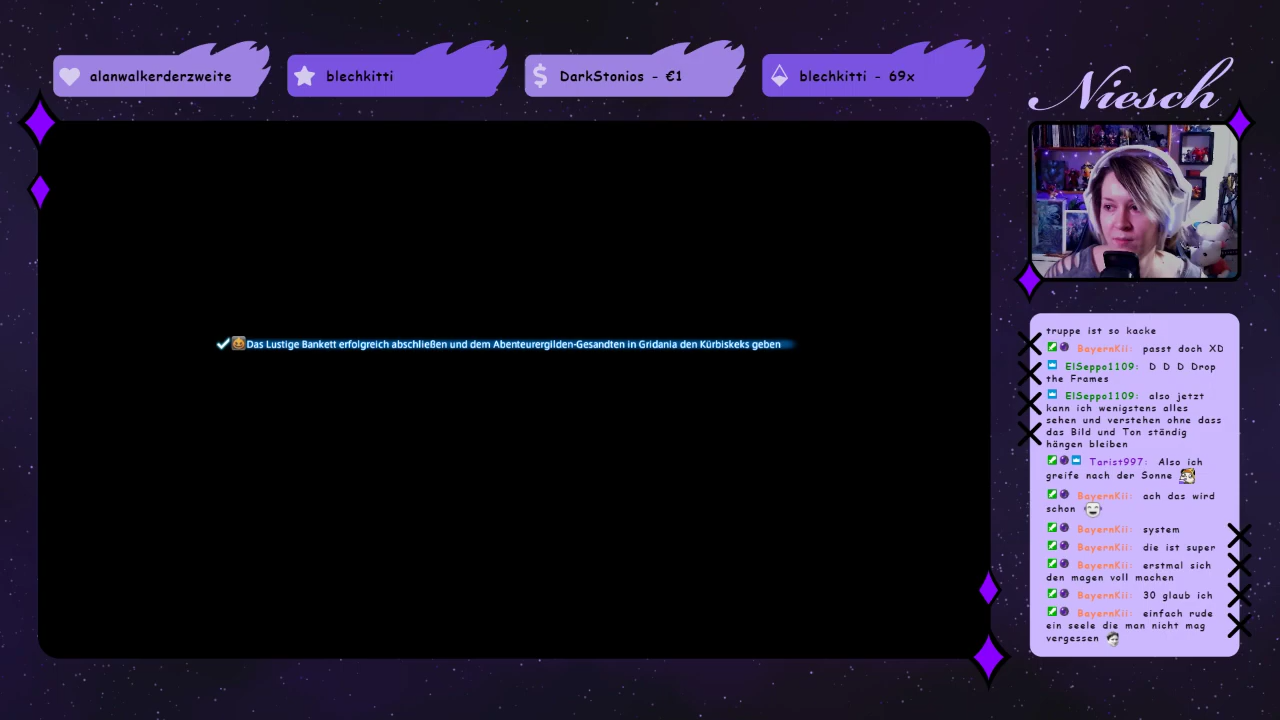 alanwalkerderzweite
blechkitti
DarkStonios - €1
blechkitti - 69x
Niesch
Das Lustige Bankett erfolgreich abschließen und dem Abenteurergilden-Gesandten in Gridania den Kürbiskeks geben
truppe ist so kacke
BayernKii: passt doch XD
ElSeppo1109: D D D Drop
the Frames
ElSeppo1109: also jetzt
kann ich wenigstens alles
sehen und verstehen ohne dass
das Bild und Ton ständig
hängen bleiben
Tarist997: Also ich
greife nach der Sonne
BayernKii: ach das wird
schon
BayernKii: system
BayernKii: die ist super
BayernKii: erstmal sich
den magen voll machen
BayernKii: 30 glaub ich
BayernKii: einfach rude
ein seele die man nicht mag
vergessen